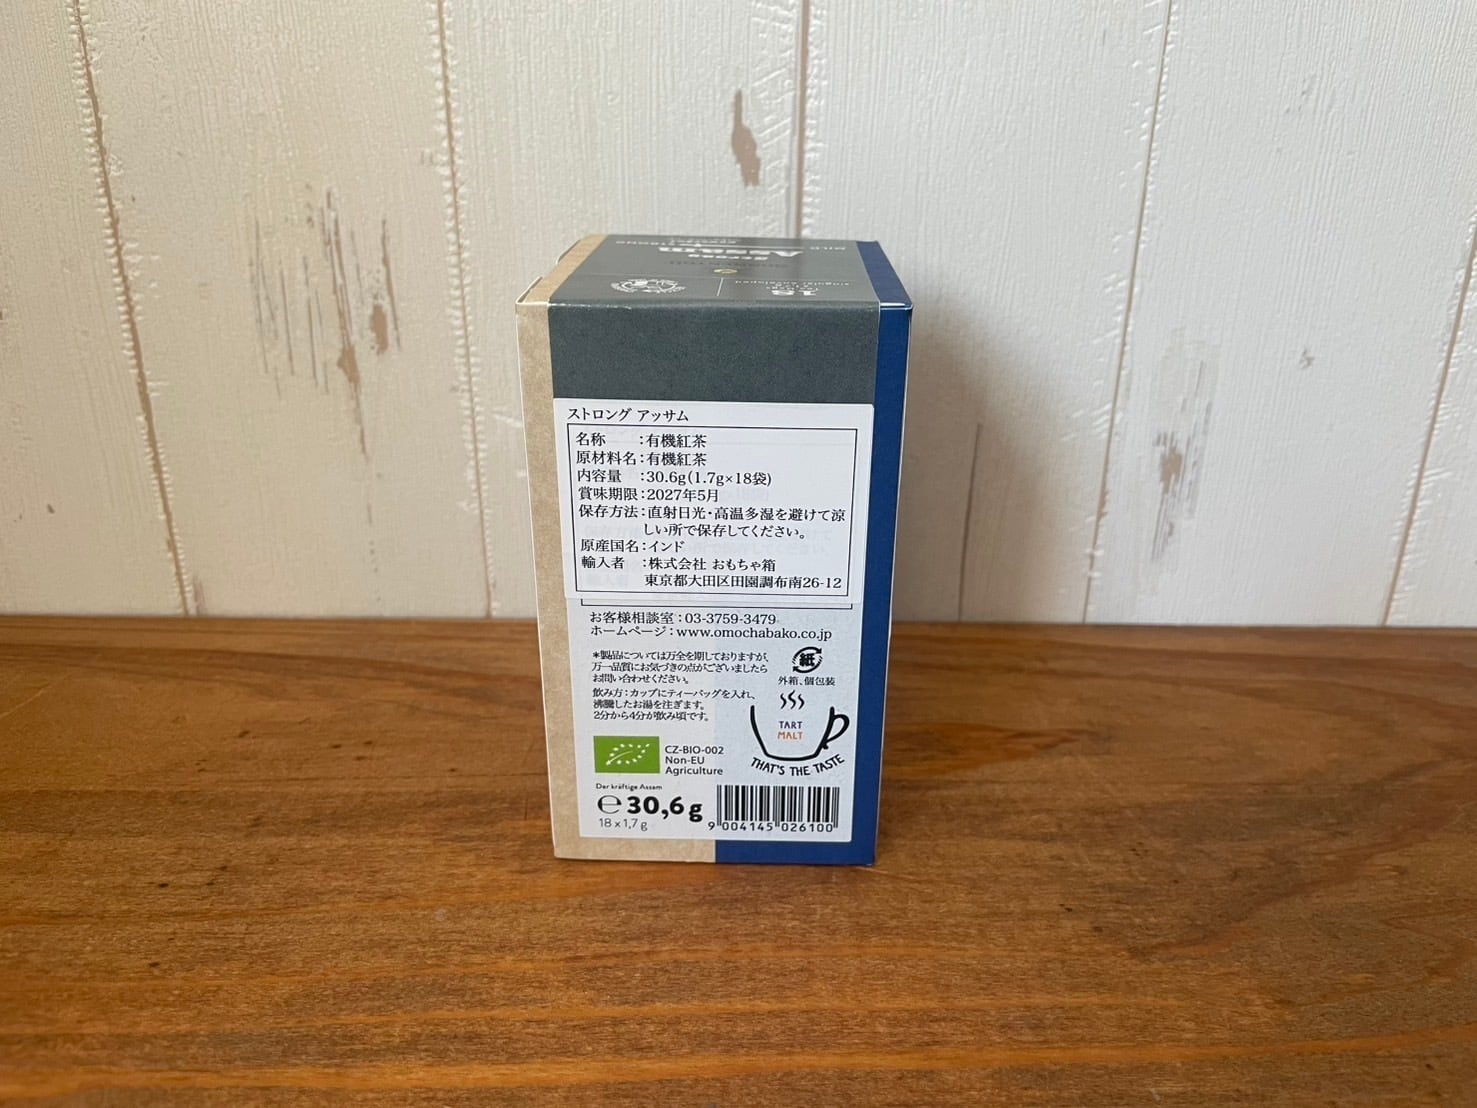 Assam
Strong
18
ストロング アッサム
名称　　：有機紅茶
原材料名：有機紅茶
内容量　：30.6g(1.7g×18袋)
賞味期限：2027年5月
保存方法：直射日光・高温多湿を避けて涼
しい所で保存してください。
原産国名：インド
輸入者　：株式会社 おもちゃ箱
東京都大田区田園調布南26-12
お客様相談室：03-3759-3479
ホームページ：www.omochabako.co.jp
＊製品については万全を期しておりますが、
万一品質にお気づきの点がございましたら
お問い合わせください。
紙
外箱、個包装
飲み方：カップにティーバッグを入れ、
沸騰したお湯を注ぎます。
2分から4分が飲み頃です。
TART
MALT
THAT'S THE TASTE
CZ-BIO-002
Non-EU
Agriculture
Der kräftige Assam
℮ 30,6 g
18 x 1,7 g
9 004145 026100